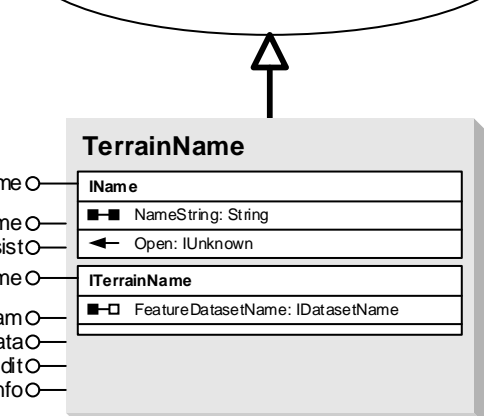 TerrainName
IName
NameString: String
Open: IUnknown
ITerrainName
FeatureDatasetName: IDatasetName